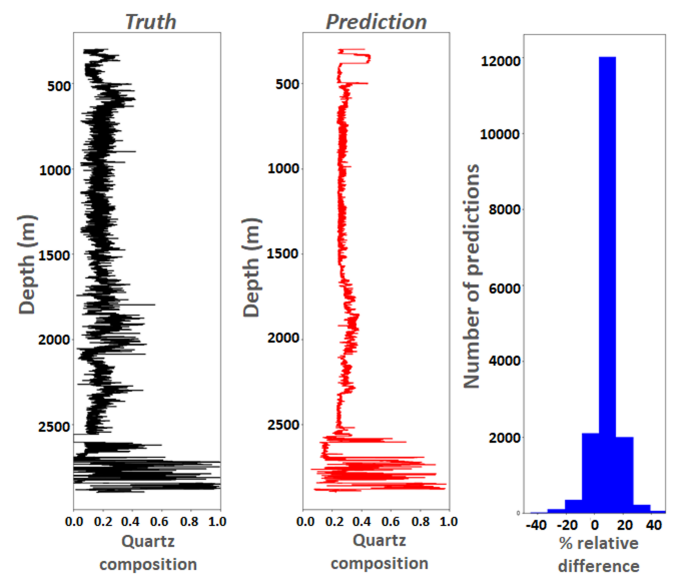 Truth
Prediction
500
1000
1500
2000
2500
Depth (m)
0.0 0.2 0.4 0.6 0.8 1.0
Quartz
composition
500
1000
1500
2000
2500
Depth (m)
0.0 0.2 0.4 0.6 0.8 1.0
Quartz
composition
12000
10000
8000
6000
4000
2000
Number of predictions
-40 -20 0 20 40
% relative
difference